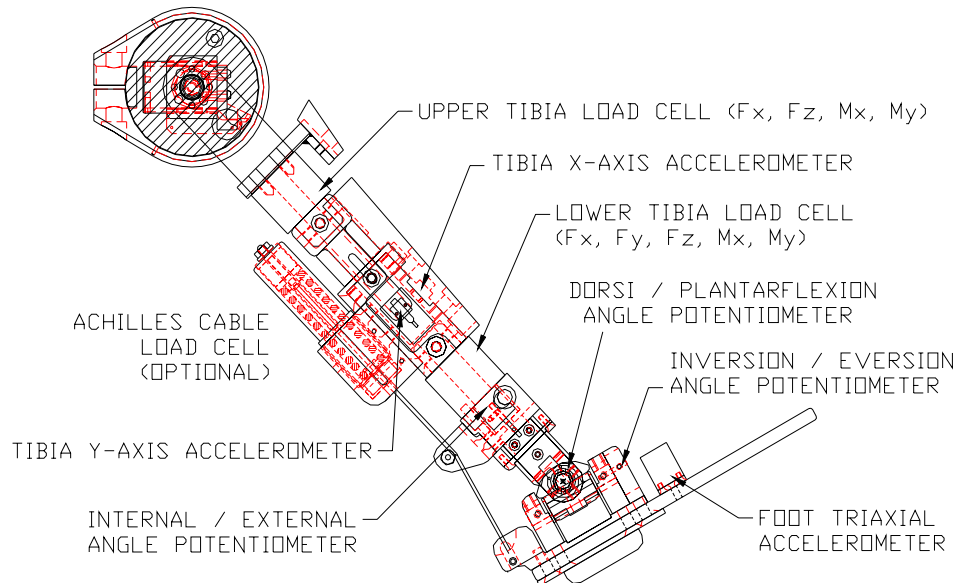 UPPER TIBIA LOAD CELL (Fx, Fz, Mx, My)
TIBIA X-AXIS ACCELEROMETER
LOWER TIBIA LOAD CELL
(Fx, Fy, Fz, Mx, My)
DORSI / PLANTARFLEXION
ANGLE POTENTIOMETER
ACHILLES CABLE
LOAD CELL
(OPTIONAL)
INVERSION / EVERSION
ANGLE POTENTIOMETER
TIBIA Y-AXIS ACCELEROMETER
INTERNAL / EXTERNAL
ANGLE POTENTIOMETER
FOOT TRIAXIAL
ACCELEROMETER